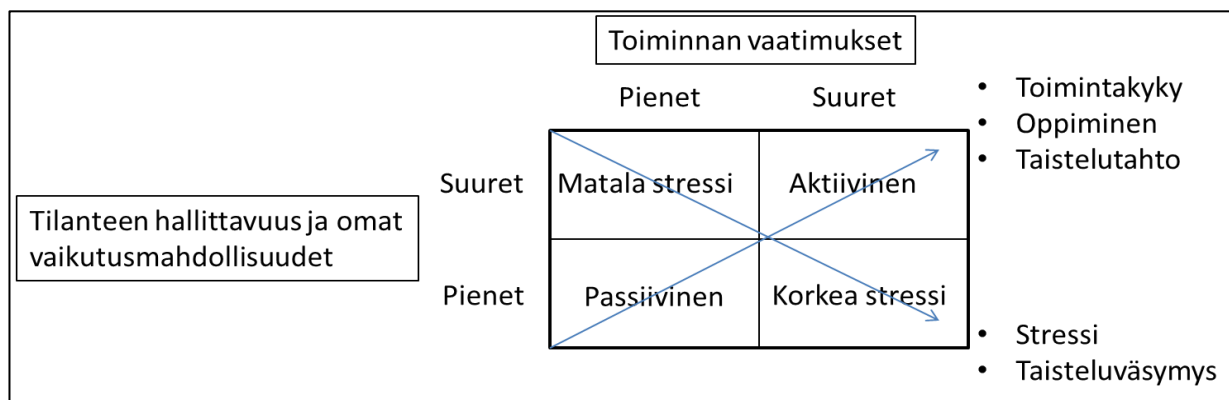 Toiminnan vaatimukset
Pienet Suuret
• Toimintakyky
• Oppiminen
• Taistelutahto
Suuret Matala stressi Aktiivinen
Tilanteen hallittavuus ja omat
vaikutusmahdollisuudet
Pienet Passiivinen Korkea stressi
• Stressi
• Taisteluväsymys